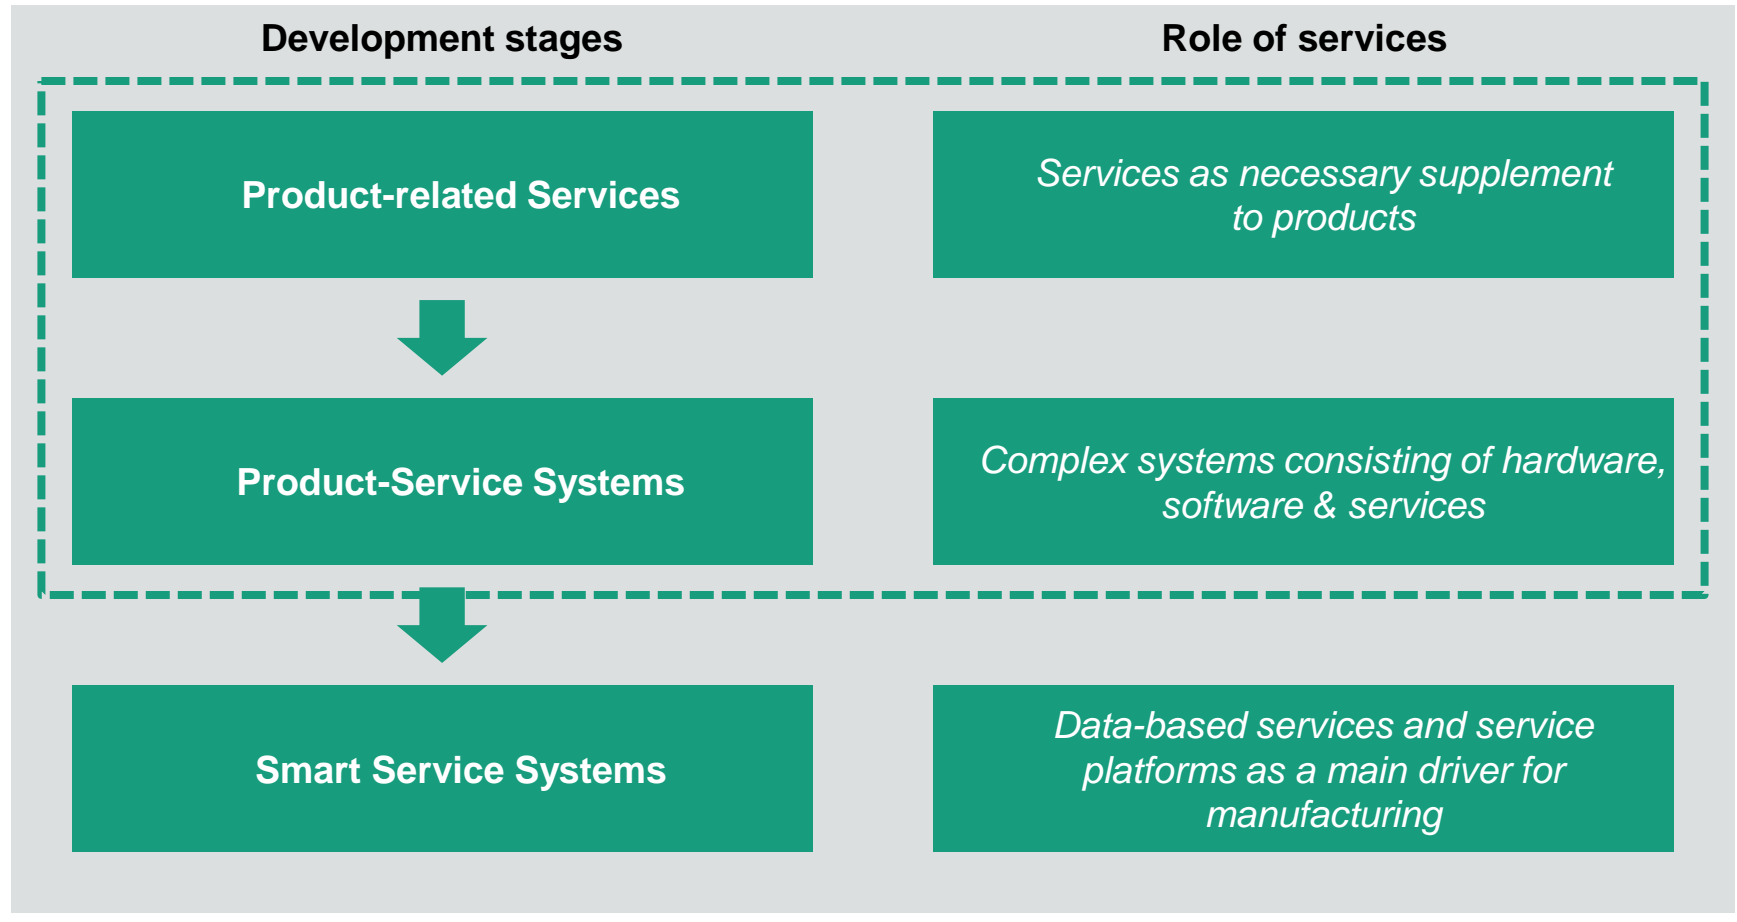 Development stages
Role of services
Product-related Services
Services as necessary supplement
to products
Product-Service Systems
Complex systems consisting of hardware,
software & services
Smart Service Systems
Data-based services and service
platforms as a main driver for
manufacturing